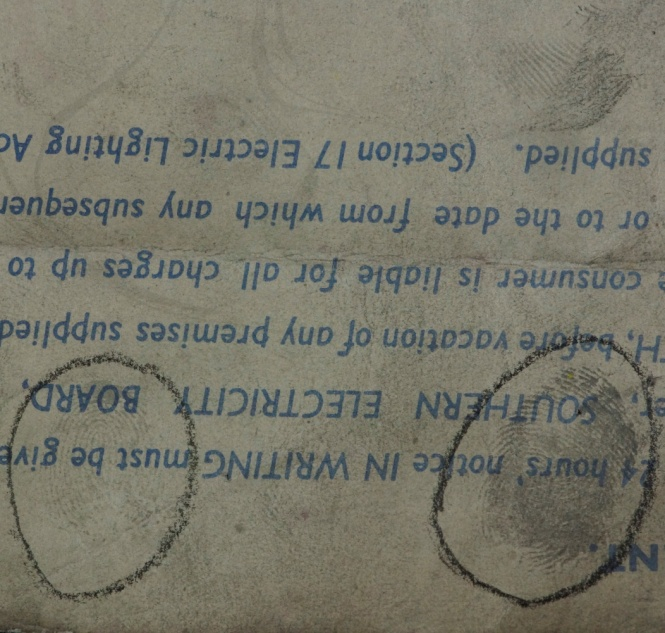 NT.
24 hours' notice IN WRITING must be give
er, SOUTHERN ELECTRICITY BOARD,
H, before vacation of any premises supplied
e consumer is liable for all charges up to
or to the date from which any subsequen
supplied. (Section 17 Electric Lighting Ac